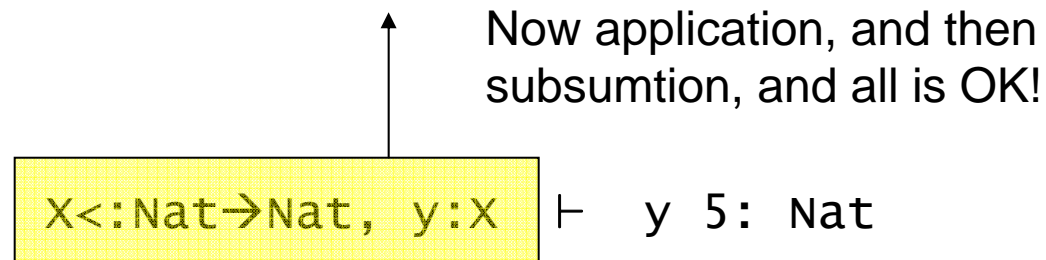 Now application, and then
subsumtion, and all is OK!
X<:Nat→Nat, y:X ⊢ y 5: Nat